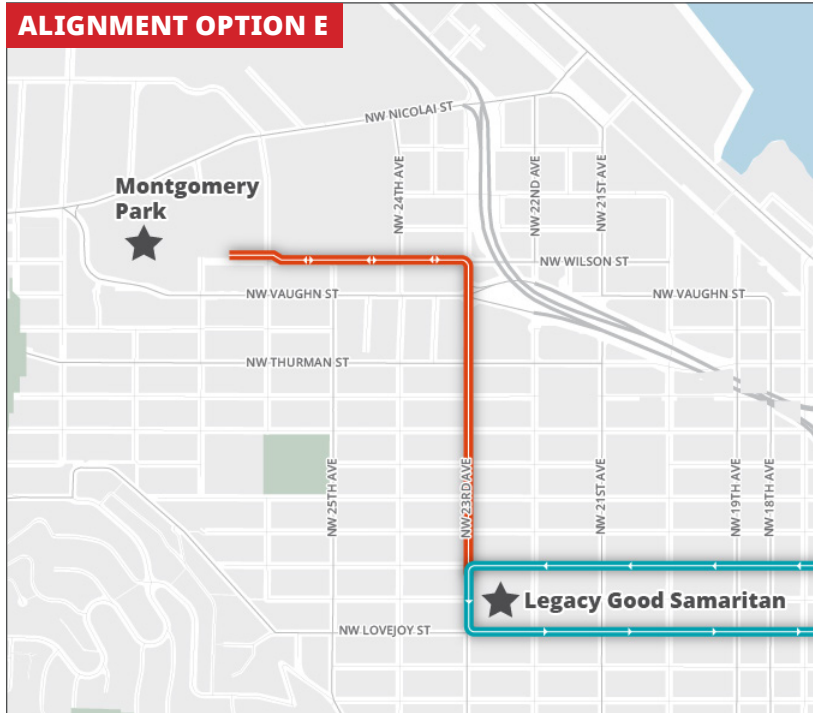 ALIGNMENT OPTION E
NW NICOLAI ST
Montgomery
Park
NW 24TH AVE
NW 22ND AVE
NW 21ST AVE
NW WILSON ST
NW VAUGHN ST
NW VAUGHN ST
NW THURMAN ST
NW 25TH AVE
NW 23RD AVE
NW 21ST AVE
NW 19TH AVE
NW 18TH AVE
Legacy Good Samaritan
NW LOVEJOY ST